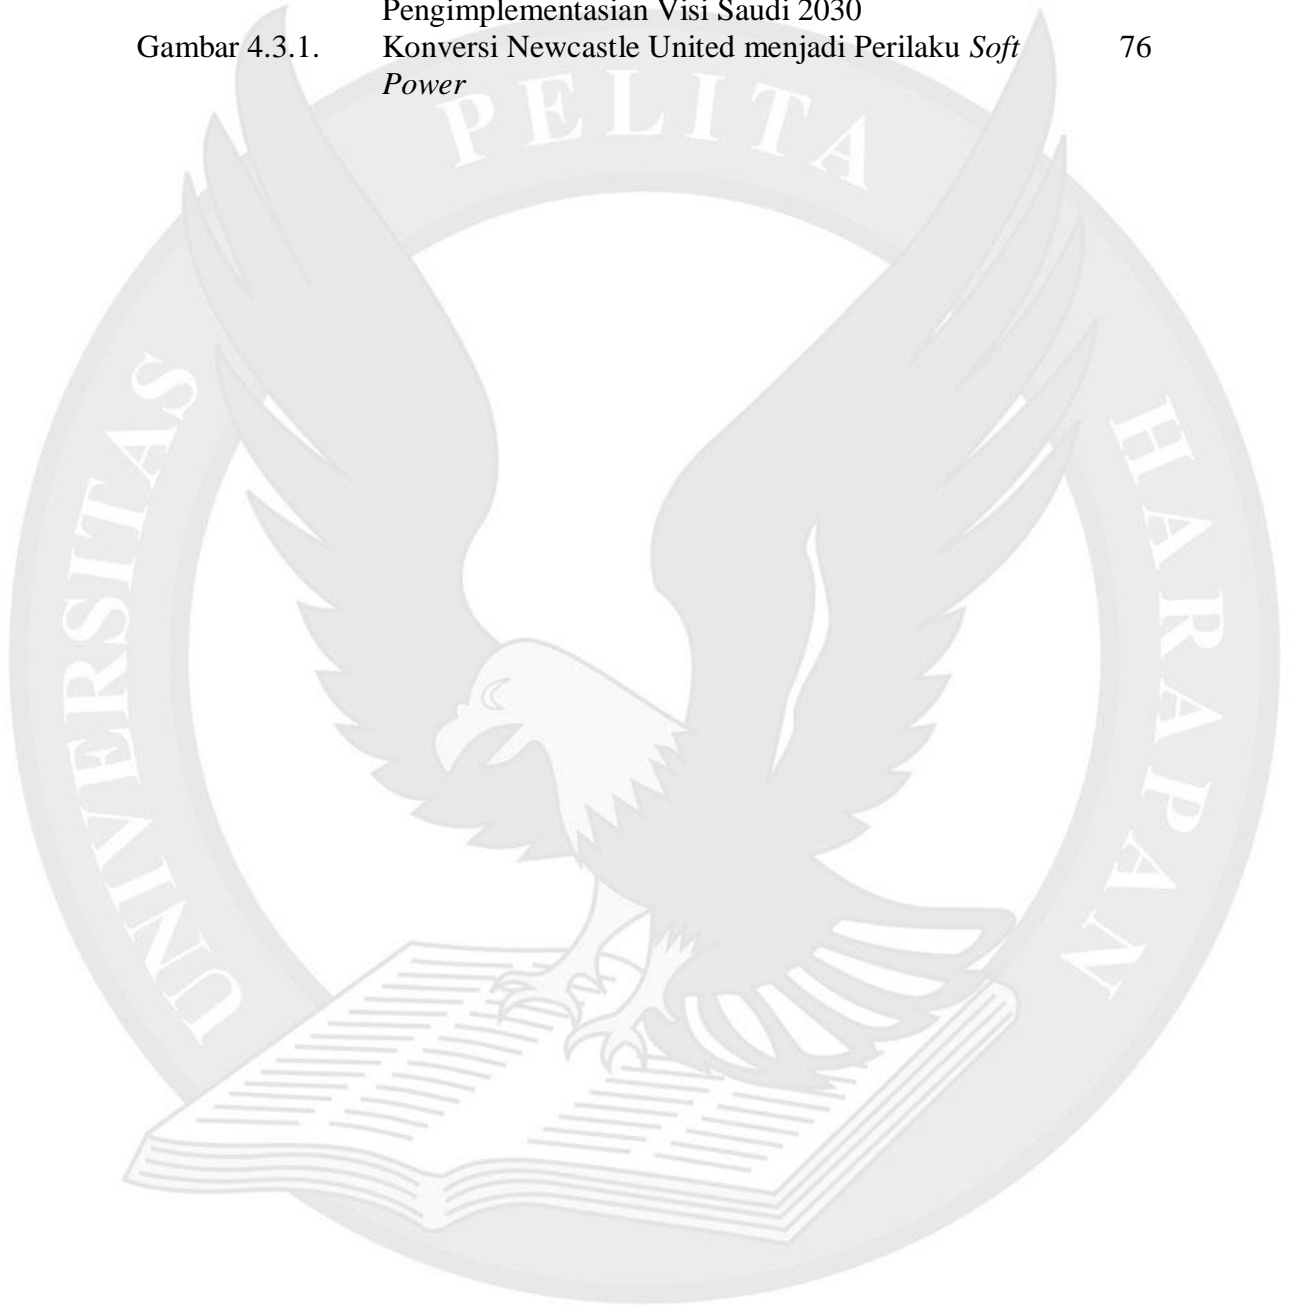 Pengimplementasian Visi Saudi 2030
Gambar 4.3.1. Konversi Newcastle United menjadi Perilaku Soft 76
Power
PELITA
UNIVERSITAS
HARAPAN